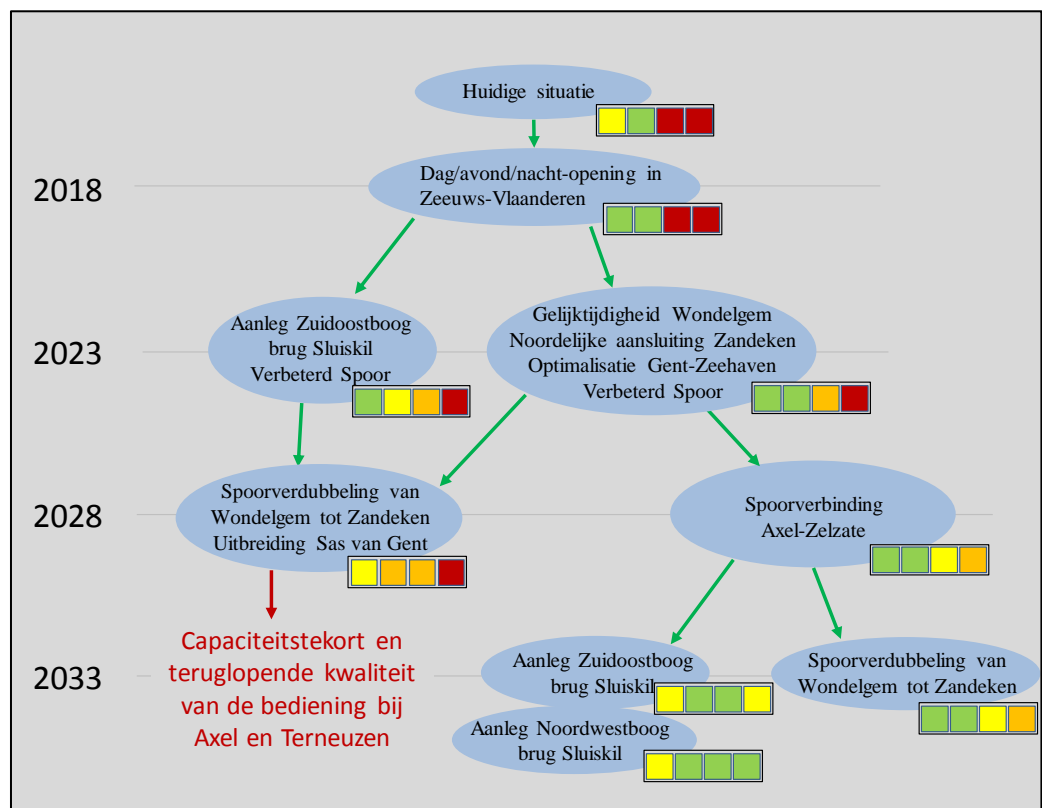 Huidige situatie
2018
Dag/avond/nacht-opening in
Zeeuws-Vlaanderen
2023
Aanleg Zuidoostboog
brug Sluiskil
Verbeterd Spoor
Gelijktijdigheid Wondelgem
Noordelijke aansluiting Zandeken
Optimalisatie Gent-Zeehaven
Verbeterd Spoor
2028
Spoorverdubbeling van
Wondelgem tot Zandeken
Uitbreiding Sas van Gent
Spoorverbinding
Axel-Zelzate
2033
Capaciteitstekort en
teruglopende kwaliteit
van de bediening bij
Axel en Terneuzen
Aanleg Zuidoostboog
brug Sluiskil
Aanleg Noordwestboog
brug Sluiskil
Spoorverdubbeling van
Wondelgem tot Zandeken